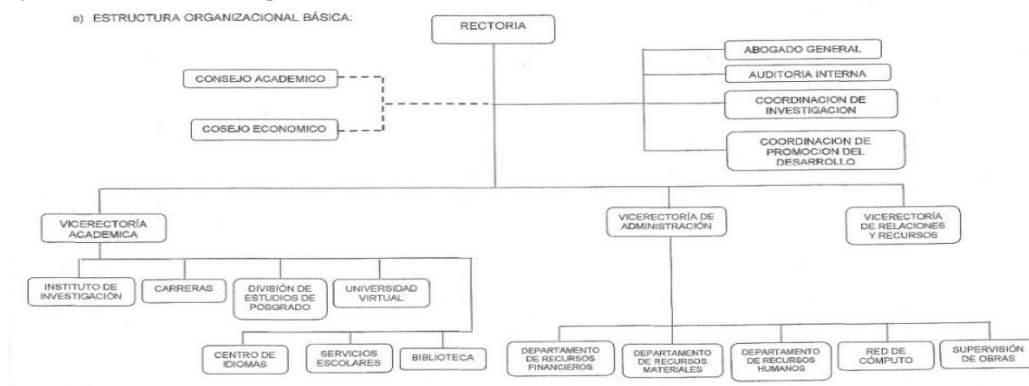 e) ESTRUCTURA ORGANIZACIONAL BÁSICA:
RECTORIA
ABOGADO GENERAL
CONSEJO ACADEMICO
AUDITORIA INTERNA
COORDINACION DE
INVESTIGACION
COSEJO ECONOMICO
COORDINACION DE
PROMOCION DEL
DESARROLLO
VICERECTORÍA
ACADEMICA
VICERECTORÍA DE
ADMINISTRACIÓN
VICERECTORÍA
DE RELACIONES
Y RECURSOS
INSTITUTO DE
INVESTIGACIÓN
CARRERAS
DIVISIÓN DE
ESTUDIOS DE
POSGRADO
UNIVERSIDAD
VIRTUAL
CENTRO DE
IDIOMAS
SERVICIOS
ESCOLARES
BIBLIOTECA
DEPARTAMENTO
DE RECURSOS
FINANCIEROS
DEPARTAMENTO
DE RECURSOS
MATERIALES
DEPARTAMENTO
DE RECURSOS
HUMANOS
RED DE
CÓMPUTO
SUPERVISIÓN
DE OBRAS